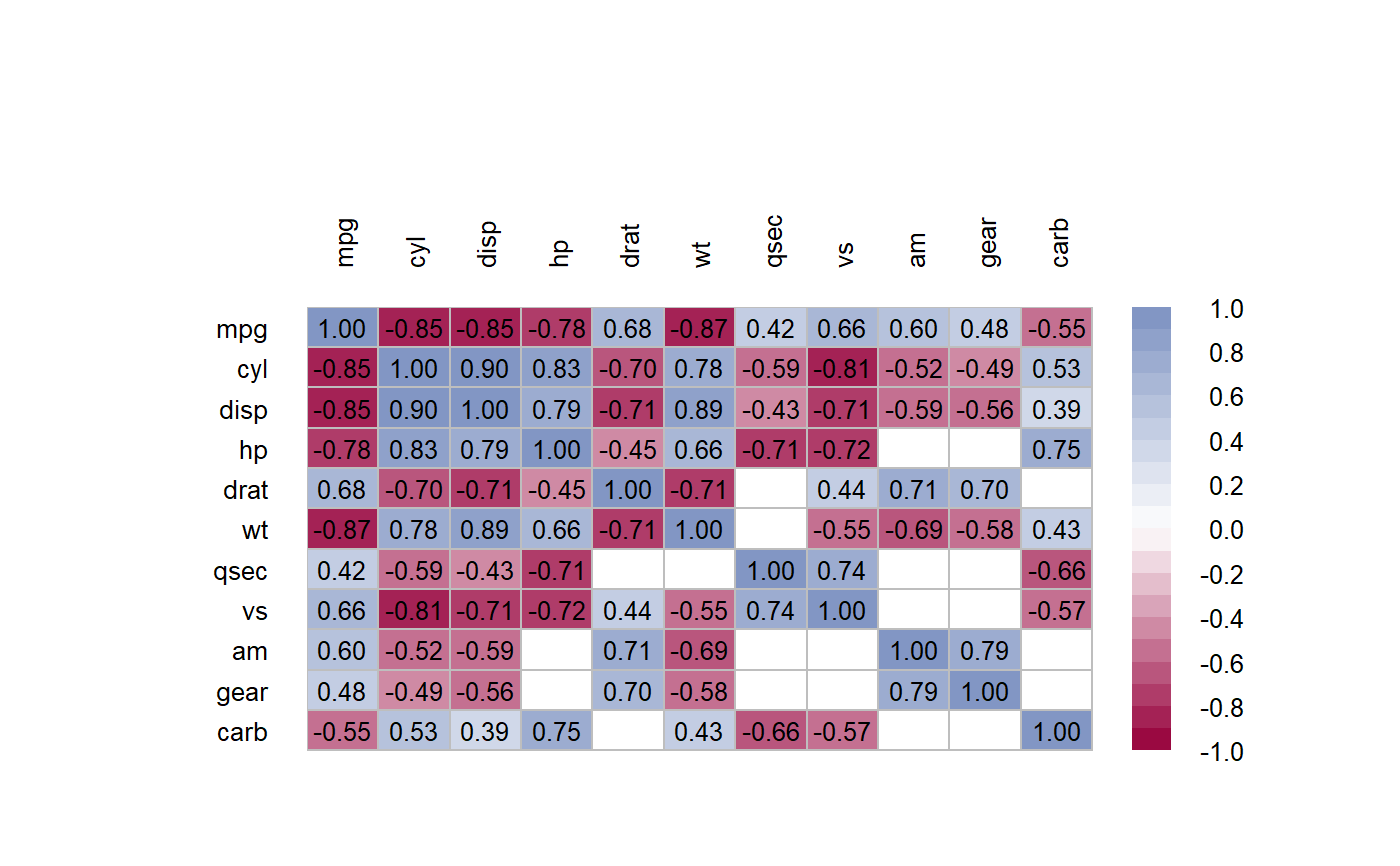 mpg cyl disp hp drat wt qsec vs am gear carb
mpg 1.00 -0.85 -0.85 -0.78 0.68 -0.87 0.42 0.66 0.60 0.48 -0.55
cyl -0.85 1.00 0.90 0.83 -0.70 0.78 -0.59 -0.81 -0.52 -0.49 0.53
disp -0.85 0.90 1.00 0.79 -0.71 0.89 -0.43 -0.71 -0.59 -0.56 0.39
hp -0.78 0.83 0.79 1.00 -0.45 0.66 -0.71 -0.72 0.75
drat 0.68 -0.70 -0.71 -0.45 1.00 -0.71 0.44 0.71 0.70
wt -0.87 0.78 0.89 0.66 -0.71 1.00 -0.55 -0.69 -0.58 0.43
qsec 0.42 -0.59 -0.43 -0.71 1.00 0.74 -0.66
vs 0.66 -0.81 -0.71 -0.72 0.44 -0.55 0.74 1.00 -0.57
am 0.60 -0.52 -0.59 0.71 -0.69 1.00 0.79
gear 0.48 -0.49 -0.56 0.70 -0.58 0.79 1.00
carb -0.55 0.53 0.39 0.75 0.43 -0.66 -0.57 1.00
1.0
0.8
0.6
0.4
0.2
0.0
-0.2
-0.4
-0.6
-0.8
-1.0